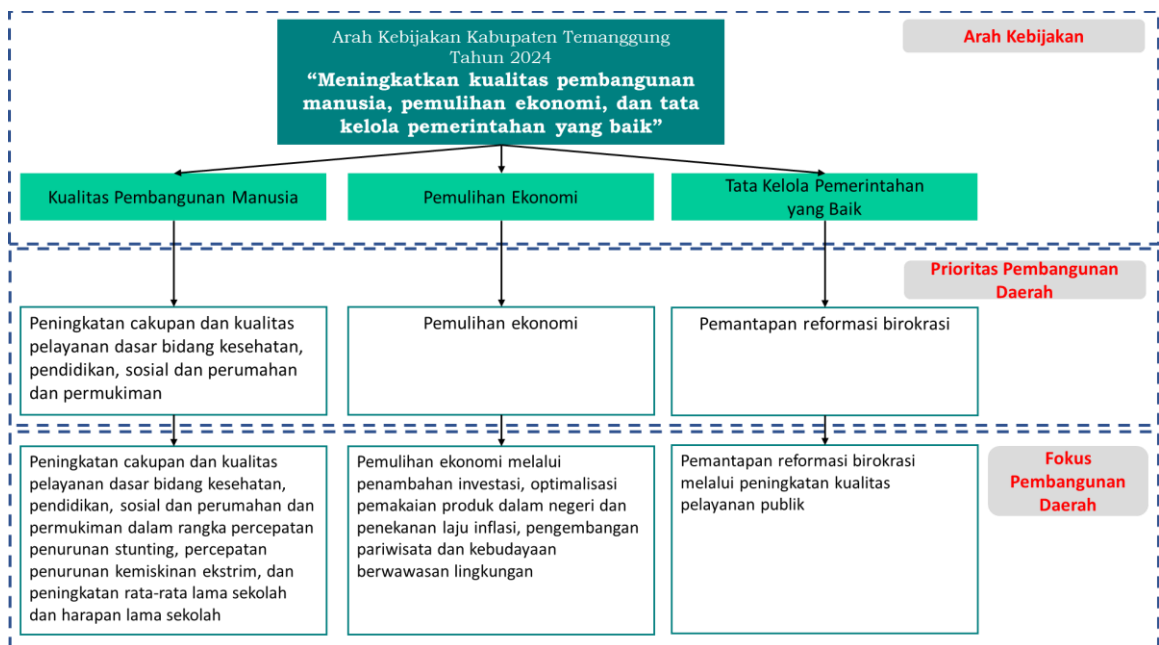 Arah Kebijakan Kabupaten Temanggung
Tahun 2024
“Meningkatkan kualitas pembangunan
manusia, pemulihan ekonomi, dan tata
kelola pemerintahan yang baik”
Arah Kebijakan
Kualitas Pembangunan Manusia
Pemulihan Ekonomi
Tata Kelola Pemerintahan
yang Baik
Prioritas Pembangunan
Daerah
Peningkatan cakupan dan kualitas
pelayanan dasar bidang kesehatan,
pendidikan, sosial dan perumahan
dan permukiman
Pemulihan ekonomi
Pemantapan reformasi birokrasi
Peningkatan cakupan dan kualitas
pelayanan dasar bidang kesehatan,
pendidikan, sosial dan perumahan dan
permukiman dalam rangka percepatan
penurunan stunting, percepatan
penurunan kemiskinan ekstrim, dan
peningkatan rata-rata lama sekolah
dan harapan lama sekolah
Pemulihan ekonomi melalui
penambahan investasi, optimalisasi
pemakaian produk dalam negeri dan
penekanan laju inflasi, pengembangan
pariwisata dan kebudayaan
berwawasan lingkungan
Pemantapan reformasi birokrasi
melalui peningkatan kualitas
pelayanan publik
Fokus
Pembangunan
Daerah